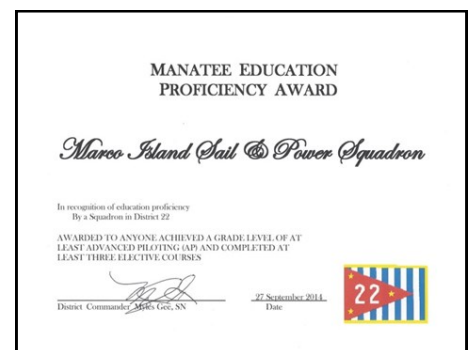 MANATEE EDUCATION
PROFICIENCY AWARD
Marco Island Sail & Power Squadron
In recognition of education proficiency
By a Squadron in District 22
AWARDED TO ANYONE ACHIEVED A GRADE LEVEL OF AT
LEAST ADVANCED PILOTING (AP) AND COMPLETED AT
LEAST THREE ELECTIVE COURSES
27 September 2014
District Commander Myles Gee, SN Date
22